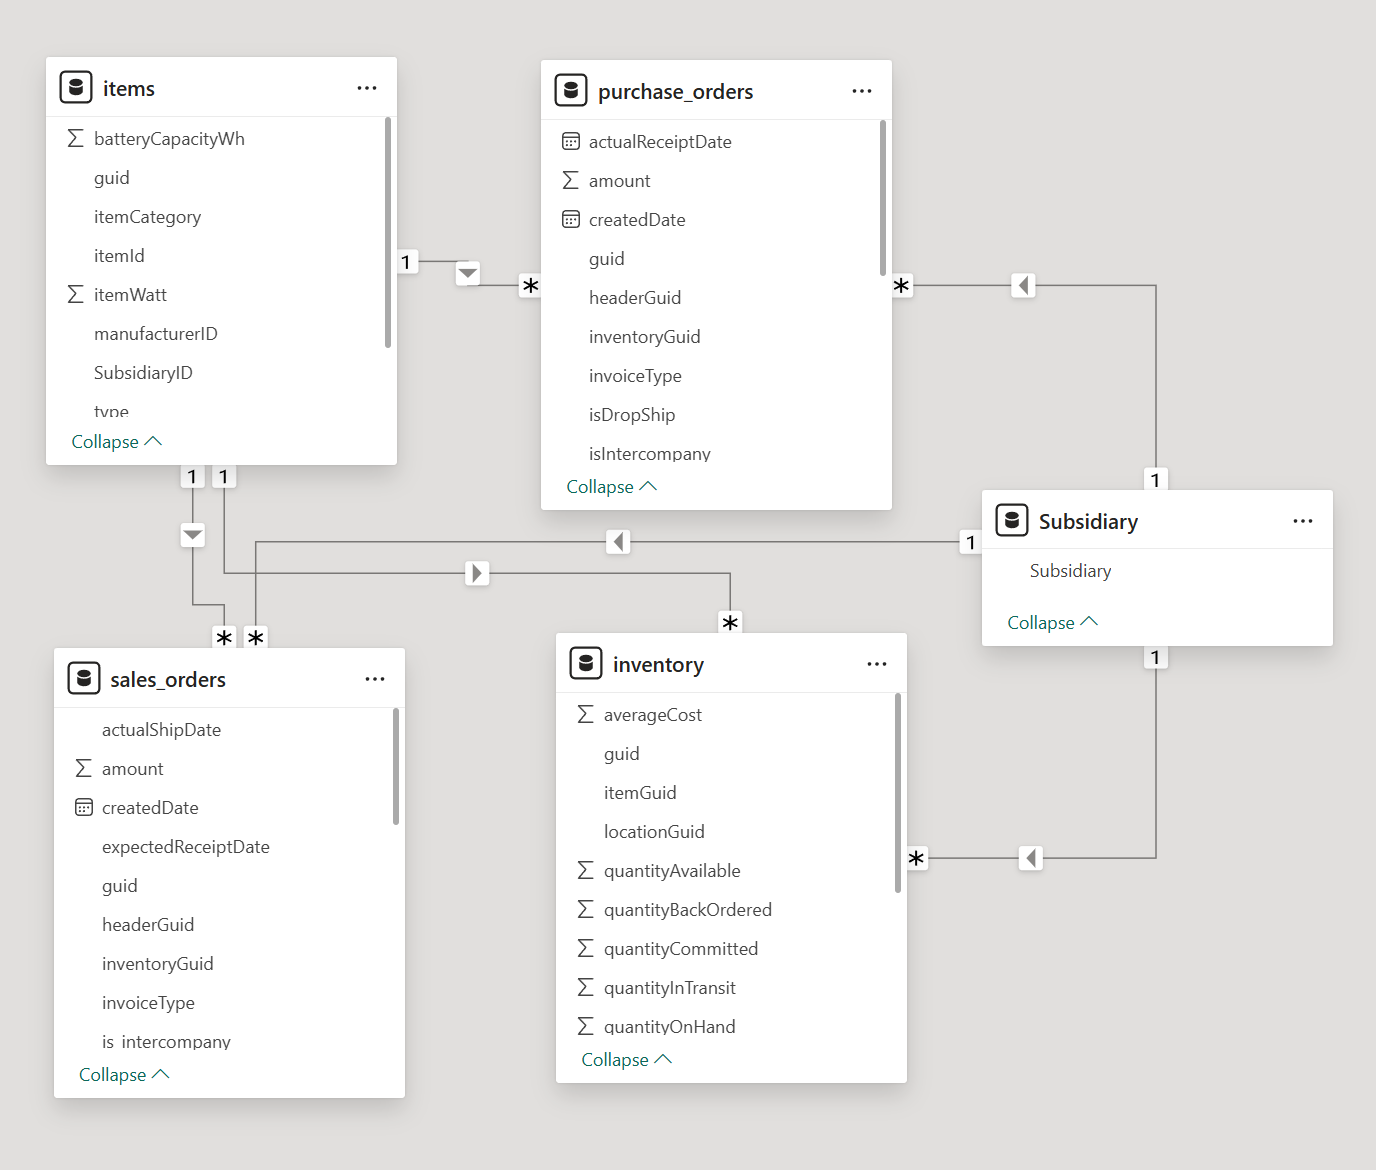 items
batteryCapacityWh
guid
itemCategory
itemId
itemWatt
manufacturerID
SubsidiaryID
type
Collapse
purchase_orders
actualReceiptDate
amount
createdDate
guid
headerGuid
inventoryGuid
invoiceType
isDropShip
isIntercompany
Collapse
1
*
*
1
1
1
Subsidiary
Subsidiary
Collapse
1
1
*
*
*
sales_orders
actualShipDate
amount
createdDate
expectedReceiptDate
guid
headerGuid
inventoryGuid
invoiceType
is_intercompany
Collapse
inventory
averageCost
guid
itemGuid
locationGuid
quantityAvailable
quantityBackOrdered
quantityCommitted
quantityInTransit
quantityOnHand
Collapse
*